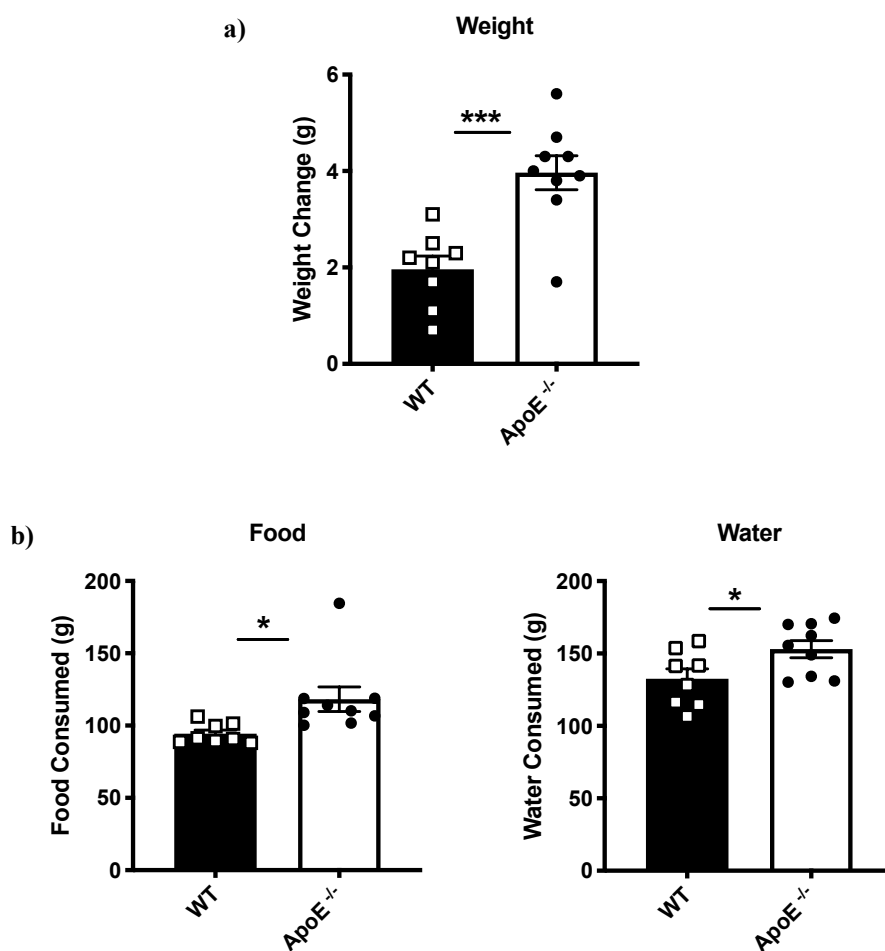 a)
Weight
Weight Change (g)
6
4
2
0
***
WT
ApoE -/-
b)
Food
Food Consumed (g)
200
150
100
50
0
*
WT
ApoE -/-
Water
Water Consumed (g)
200
150
100
50
0
*
WT
ApoE -/-